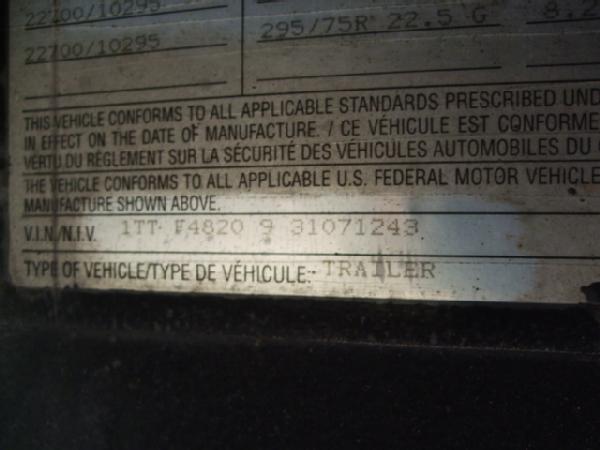 22700/10295 295/75R 22.5 G 8.2
22700/10295
THIS VEHICLE CONFORMS TO ALL APPLICABLE STANDARDS PRESCRIBED UND
IN EFFECT ON THE DATE OF MANUFACTURE. / CE VÉHICULE EST CONFORME
VERTU DU RÈGLEMENT SUR LA SÉCURITÉ DES VÉHICULES AUTOMOBILES DU
THE VEHICLE CONFORMS TO ALL APPLICABLE U.S. FEDERAL MOTOR VEHICLE
MANUFACTURE SHOWN ABOVE.
V.I.N./N.I.V. 1TT F4820 9 31071243
TYPE OF VEHICLE/TYPE DE VÉHICULE:- TRAILER